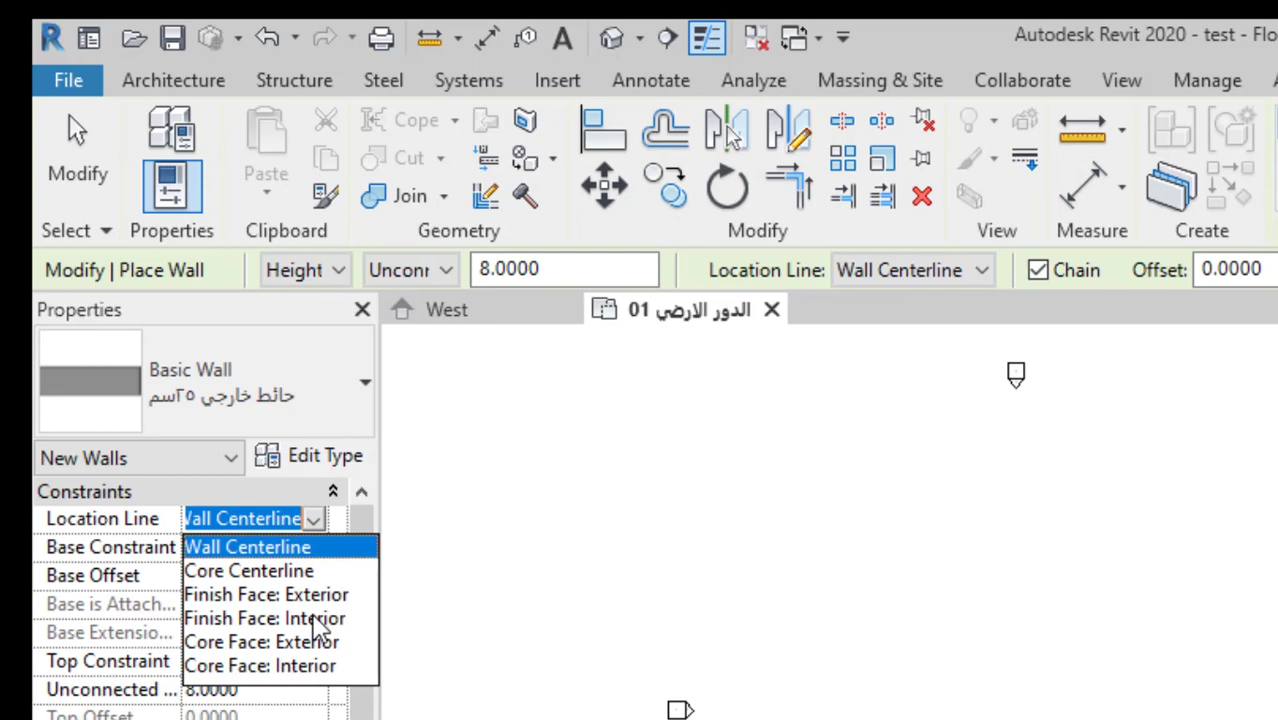 Autodesk Revit 2020 - test - Flo
File Architecture Structure Steel Systems Insert Annotate Analyze Massing & Site Collaborate View Manage
Modify Paste Cope Cut Join
Select Properties Clipboard Geometry Modify View Measure Create
Modify | Place Wall Height Unconr 8.0000 Location Line: Wall Centerline Chain Offset: 0.0000
Properties West الدور الارضي 01
Basic Wall
حائط خارجي ٢٥سم
New Walls Edit Type
Constraints
Location Line Wall Centerline
Base Constraint Wall Centerline
Core Centerline
Base Offset
Finish Face: Exterior
Base is Attach...
Finish Face: Interior
Base Extensio...
Core Face: Exterior
Top Constraint Core Face: Interior
Unconnected ... 8.0000
Top Offset 0.0000